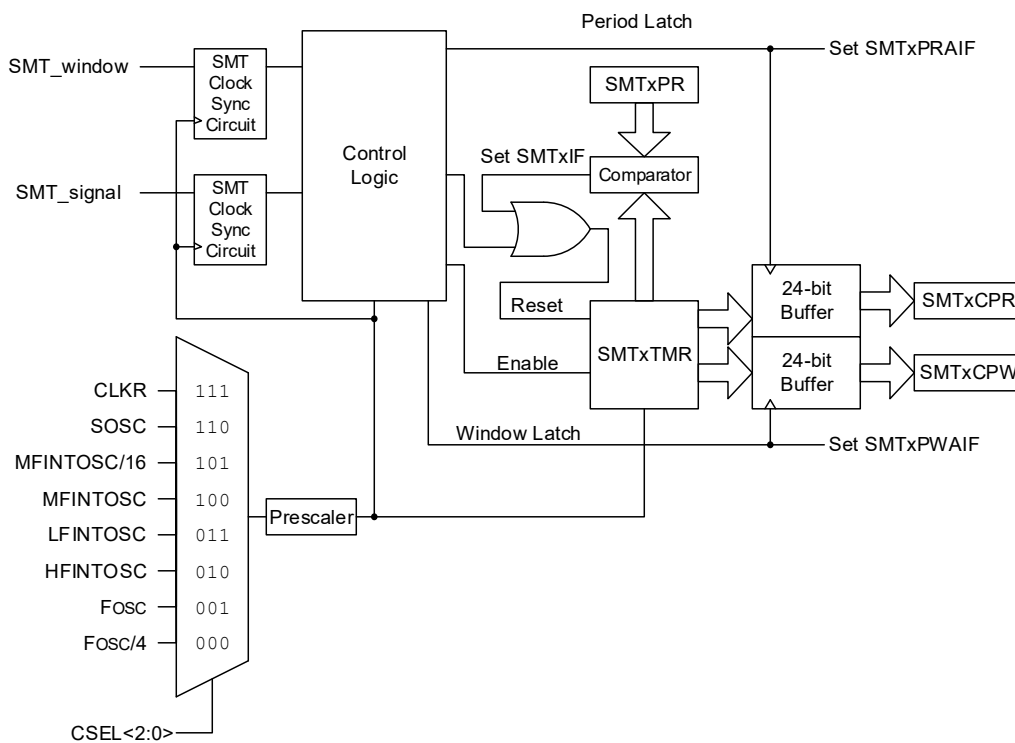 Period Latch
Set SMTxPRAIF
SMT_window
SMT
Clock
Sync
Circuit
Control
Logic
SMTxPR
Set SMTxIF
Comparator
SMT_signal
SMT
Clock
Sync
Circuit
Reset
SMTxTMR
Enable
24-bit
Buffer
SMTxCPR
24-bit
Buffer
SMTxCPW
Window Latch
Set SMTxPWAIF
CLKR 111
SOSC 110
MFINTOSC/16 101
MFINTOSC 100
LFINTOSC 011
HFINTOSC 010
FOSC 001
FOSC/4 000
Prescaler
CSEL<2:0>